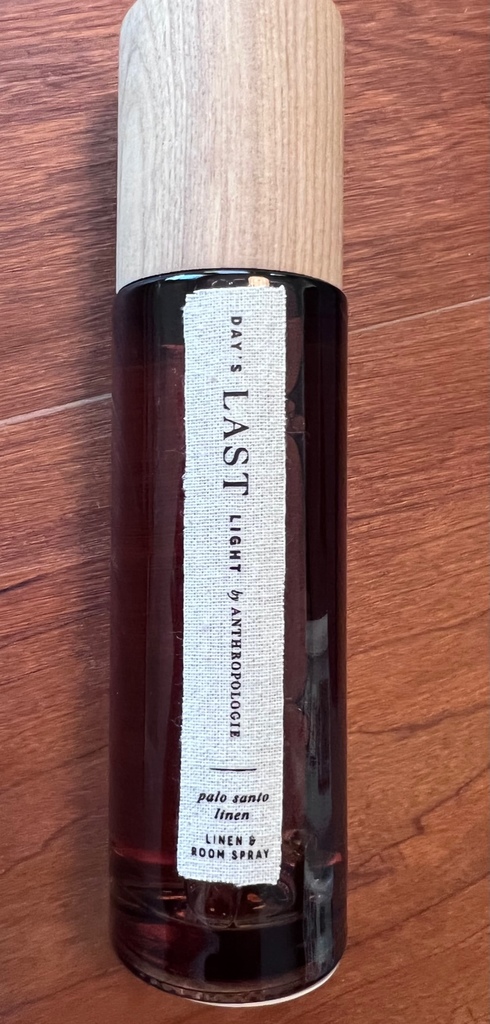 DAY'S LAST LIGHT by ANTHROPOLOGIE
palo santo
linen
LINEN &
ROOM SPRAY